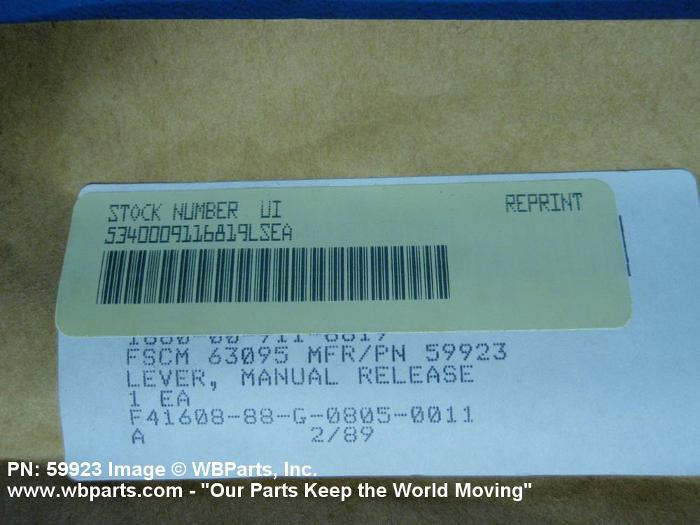 STOCK NUMBER UI REPRINT
5340009116819LSEA
FSCM 63095 MFR/PN 59923
LEVER, MANUAL RELEASE
1 EA
F41608-88-G-0805-0011
A 2/89
PN: 59923 Image © WBParts, Inc.
www.wbparts.com - "Our Parts Keep the World Moving"